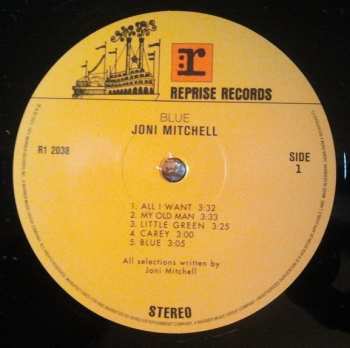 r
REPRISE RECORDS
BLUE
JONI MITCHELL
R1 2038
SIDE
1
1. ALL I WANT 3:32
2. MY OLD MAN 3:33
3. LITTLE GREEN 3:25
4. CAREY 3:00
5. BLUE 3:05
All selections written by
Joni Mitchell
STEREO